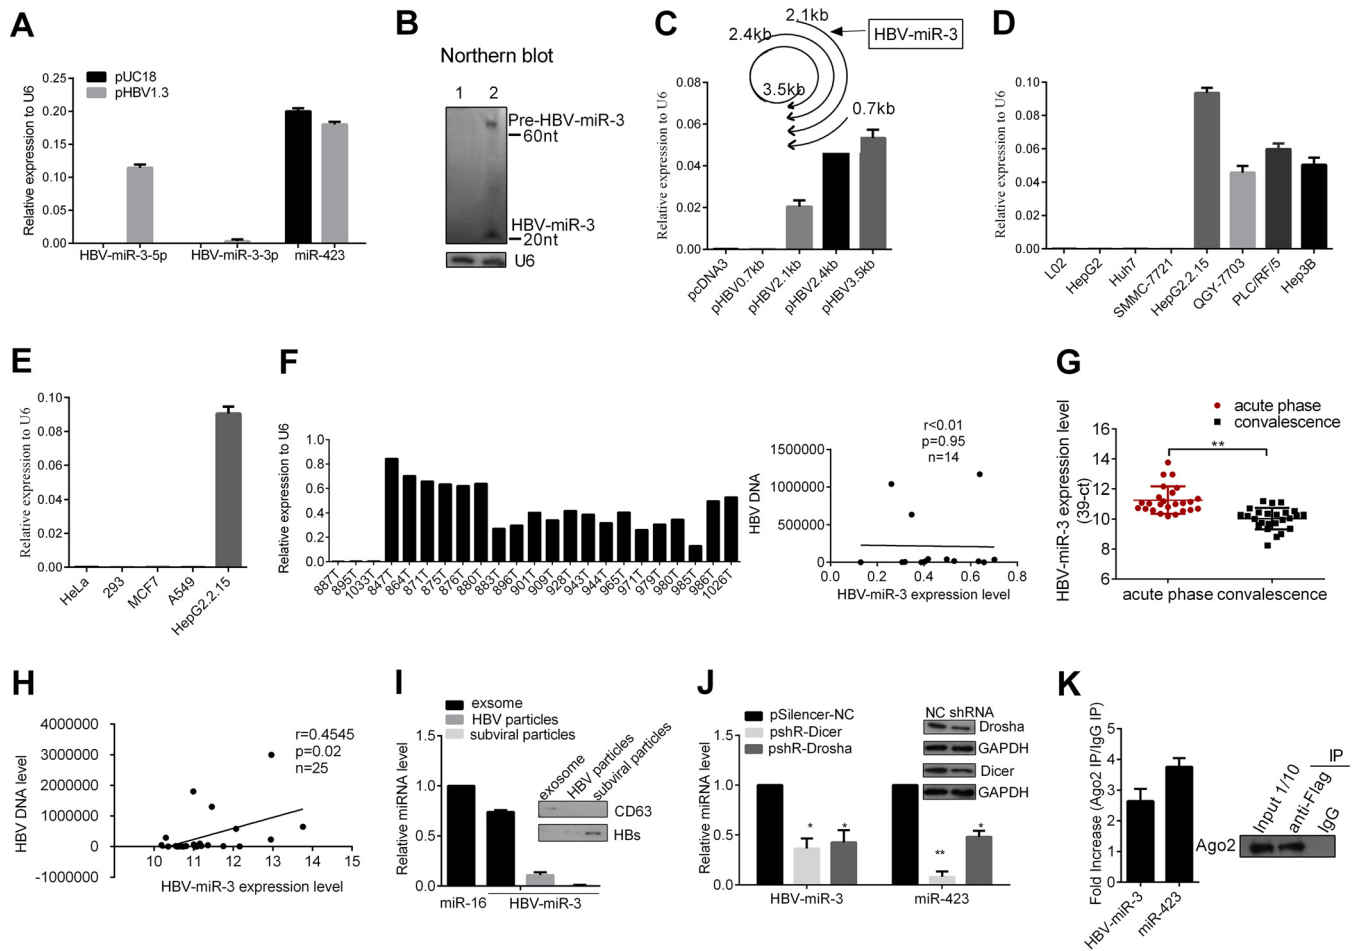 A
pUC18
pHBV1.3
Relative expression to U6
0.25
0.20
0.15
0.10
0.05
0.00
HBV-miR-3-5p
HBV-miR-3-3p
miR-423
B
Northern blot
1 2
Pre-HBV-miR-3
60nt
HBV-miR-3
20nt
U6
C
2.1kb
HBV-miR-3
2.4kb
3.5kb
0.7kb
Relative expression to U6
0.08
0.06
0.04
0.02
0.00
pcDNA3
pHBV0.7kb
pHBV2.1kb
pHBV2.4kb
pHBV3.5kb
D
Relative expression to U6
0.10
0.08
0.06
0.04
0.02
0.00
L02
HepG2
Huh7
SMMC-7721
HepG2.2.15
QGY-7703
PLC/RF/5
Hep3B
E
Relative expression to U6
0.10
0.08
0.06
0.04
0.02
0.00
HeLa
293
MCF7
A549
HepG2.2.15
F
Relative expression to U6
1.0
0.8
0.6
0.4
0.2
0.0
887T
895T
1033T
847T
864T
871T
875T
876T
880T
883T
896T
901T
909T
928T
943T
944T
965T
971T
979T
980T
985T
986T
1026T
r<0.01
p=0.95
n=14
HBV DNA
1500000
1000000
500000
0
0.0 0.2 0.4 0.6 0.8
HBV-miR-3 expression level
G
acute phase
convalescence
**
HBV-miR-3 expression level
(39-ct)
16
14
12
10
8
6
acute phase convalescence
H
HBV DNA level
4000000
3000000
2000000
1000000
0
-1000000
r=0.4545
p=0.02
n=25
10 11 12 13 14 15
HBV-miR-3 expression level
I
exsome
HBV particles
subviral particles
Relative miRNA level
1.5
1.0
0.5
0.0
exosome
HBV particles
subviral particles
CD63
HBs
miR-16
HBV-miR-3
J
pSilencer-NC
pshR-Dicer
pshR-Drosha
NC shRNA
Drosha
GAPDH
Dicer
GAPDH
Relative miRNA level
1.5
1.0
0.5
0.0
* * ** *
HBV-miR-3
miR-423
K
Fold Increase (Ago2 IP/IgG IP)
5
4
3
2
1
0
HBV-miR-3
miR-423
IP
Input 1/10
anti-Flag
IgG
Ago2